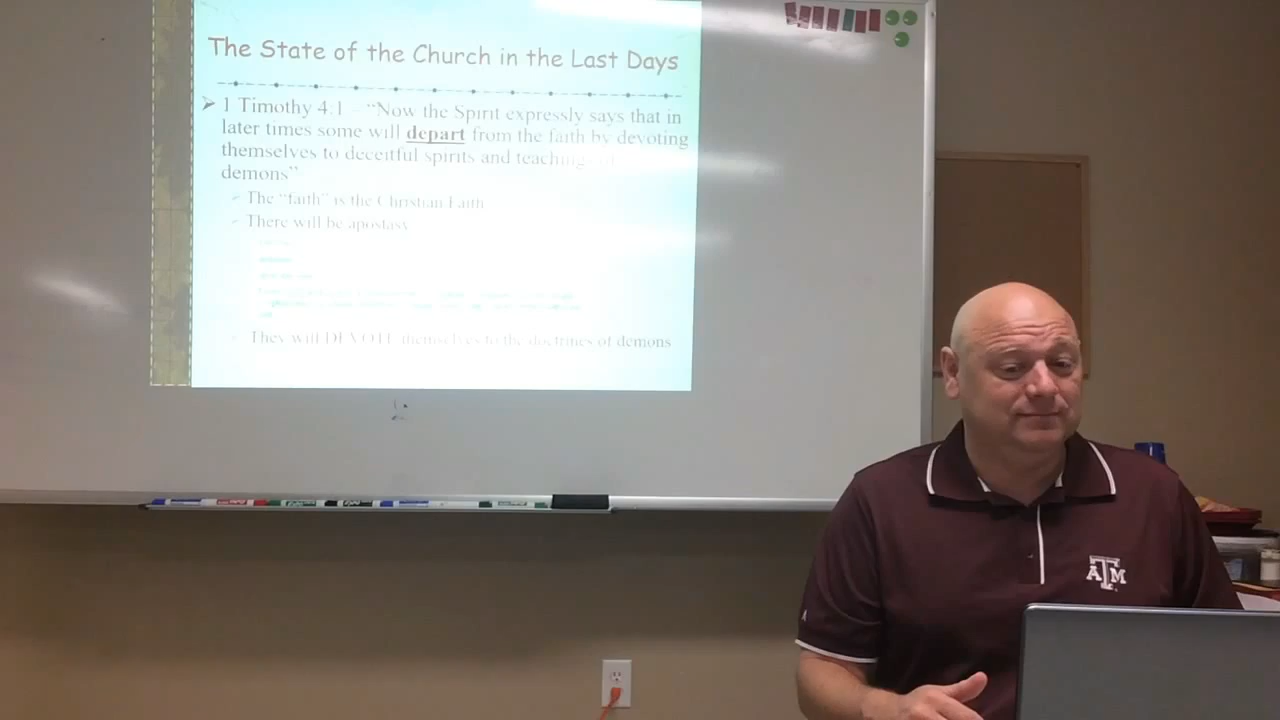 The State of the Church in the Last Days
1 Timothy 4:1 – “Now the Spirit expressly says that in
later times some will depart from the faith by devoting
themselves to deceitful spirits and teachings of
demons”
The “faith” is the Christian Faith
There will be apostasy
They will DEVOTE themselves to the doctrines of demons
ATM